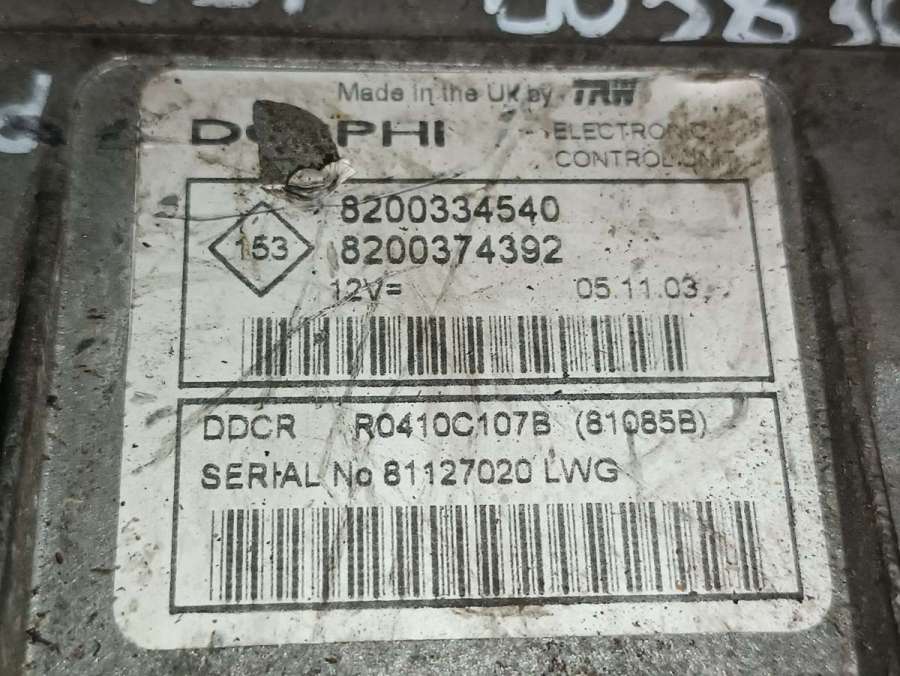 Made in the UK by TRW
DELPHI
ELECTRONIC
CONTROL UNIT
8200334540
153
8200374392
12V=
05.11.03
DDCR R0410C107B (81085B)
SERIAL No 81127020 LWG